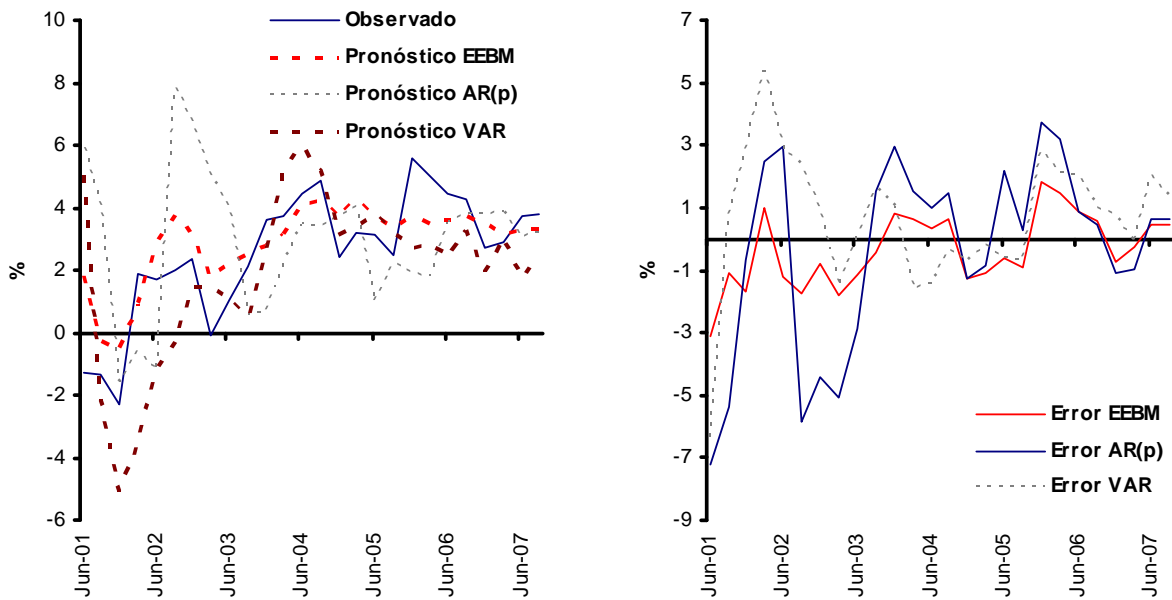 10
8
6
4
2
0
-2
-4
-6
%
Observado
Pronóstico EEBM
Pronóstico AR(p)
Pronóstico VAR
Jun-01
Jun-02
Jun-03
Jun-04
Jun-05
Jun-06
Jun-07
7
5
3
1
-1
-3
-5
-7
-9
%
Error EEBM
Error AR(p)
Error VAR
Jun-01
Jun-02
Jun-03
Jun-04
Jun-05
Jun-06
Jun-07